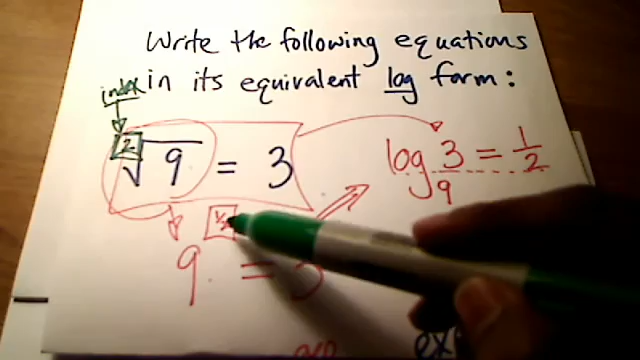 Write the following equations
in its equivalent log form:
index
2√9 = 3
log₉ 3 = 1/2
9^(1/2) = 3